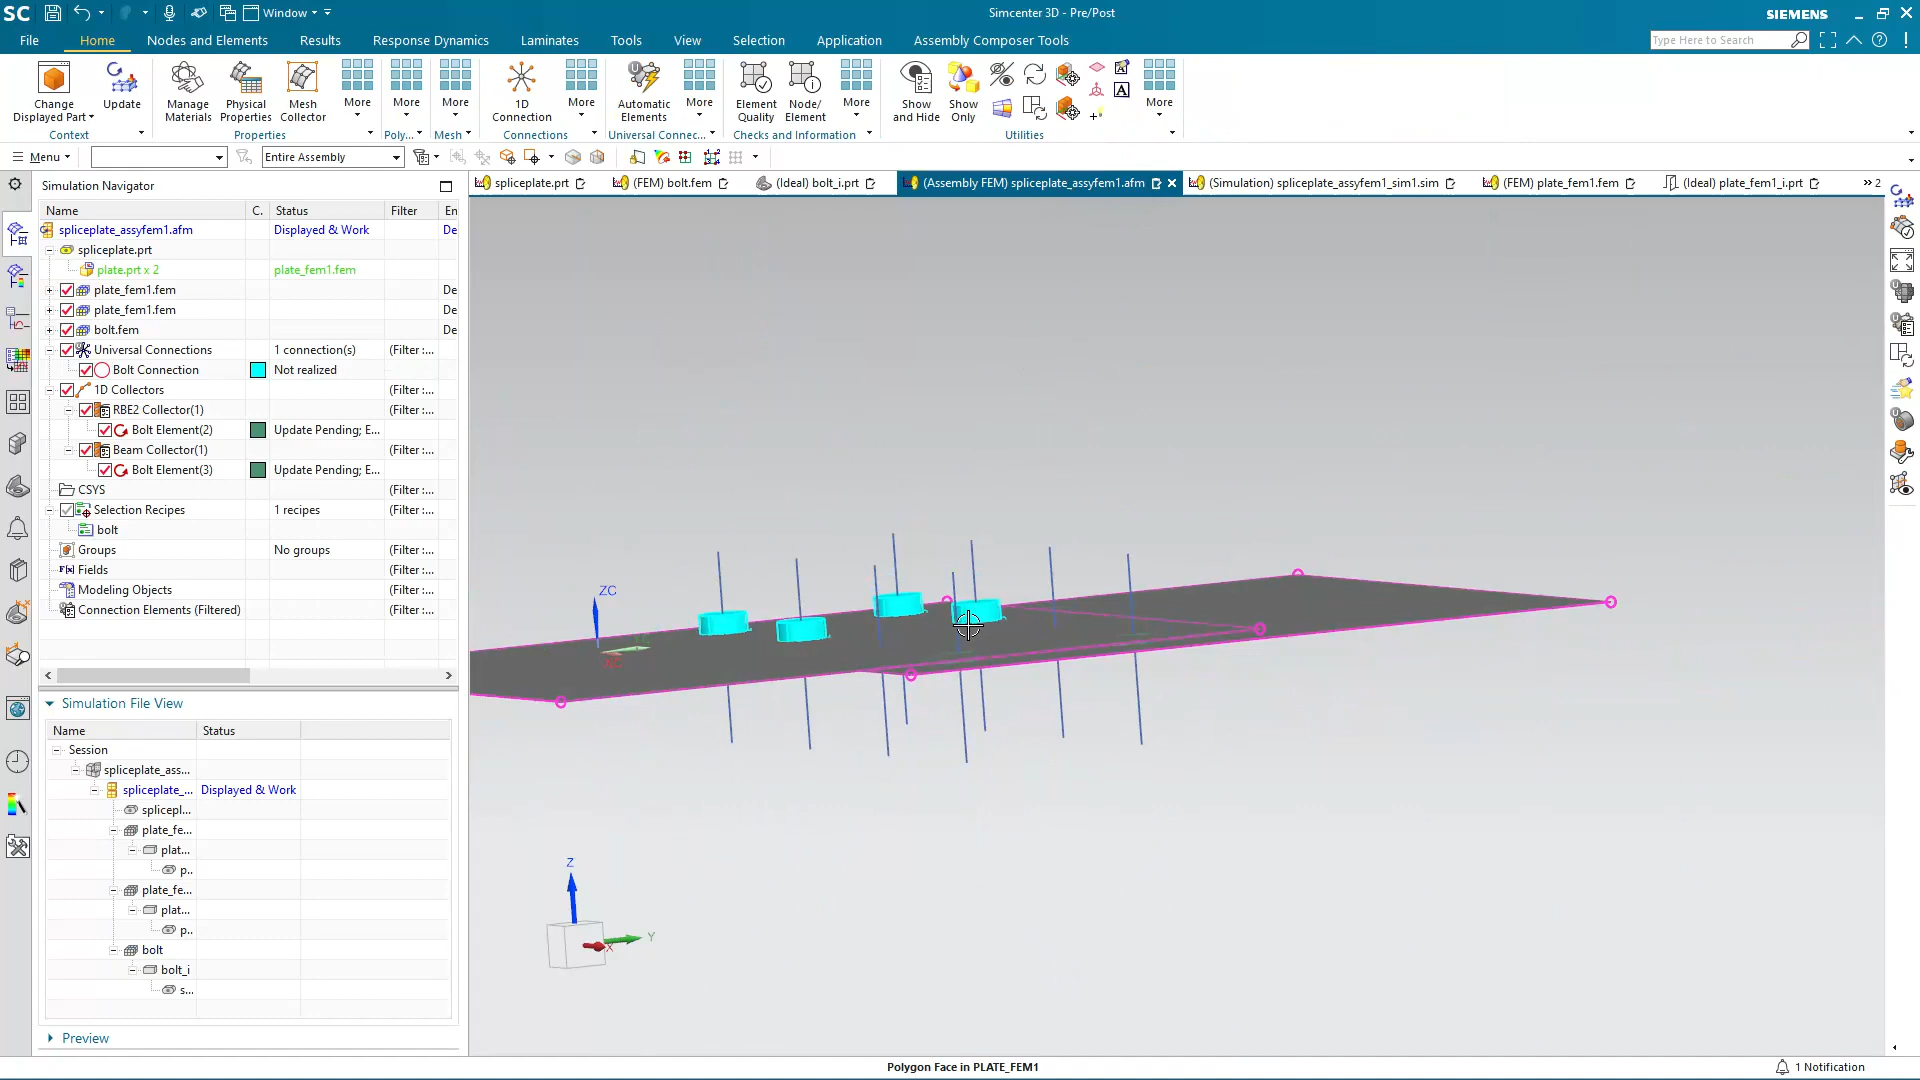 SC Window Simcenter 3D - Pre/Post SIEMENS
File Home Nodes and Elements Results Response Dynamics Laminates Tools View Selection Application Assembly Composer Tools Type Here to Search
Change Displayed Part Update Manage Materials Physical Properties Mesh Collector More More More 1D Connection More Automatic Elements More Element Quality Node/Element More Show and Hide Show Only A More
Context Properties Poly... Mesh Connections Universal Connec... Checks and Information Utilities
Menu Entire Assembly
Simulation Navigator
spliceplate.prt (FEM) bolt.fem (Ideal) bolt_i.prt (Assembly FEM) spliceplate_assyfem1.afm (Simulation) spliceplate_assyfem1_sim1.sim (FEM) plate_fem1.fem (Ideal) plate_fem1_i.prt 2
Name C. Status Filter En
spliceplate_assyfem1.afm Displayed & Work De
spliceplate.prt
plate.prt x 2 plate_fem1.fem
plate_fem1.fem De
plate_fem1.fem De
bolt.fem De
Universal Connections 1 connection(s) (Filter :...
Bolt Connection Not realized (Filter :...
1D Collectors (Filter :...
RBE2 Collector(1) (Filter :...
Bolt Element(2) Update Pending; E... (Filter :...
Beam Collector(1) (Filter :...
Bolt Element(3) Update Pending; E... (Filter :...
CSYS (Filter :...
Selection Recipes 1 recipes (Filter :...
bolt
Groups No groups (Filter :...
Fields (Filter :...
Modeling Objects (Filter :...
Connection Elements (Filtered) (Filter :...
Simulation File View
Name Status
Session
spliceplate_ass...
spliceplate_... Displayed & Work
splicepl...
plate_fe...
plat...
p..
plate_fe...
plat...
p..
bolt
bolt_i
s...
Preview
ZC
XC
Z
Y
X
Polygon Face in PLATE_FEM1
1 Notification